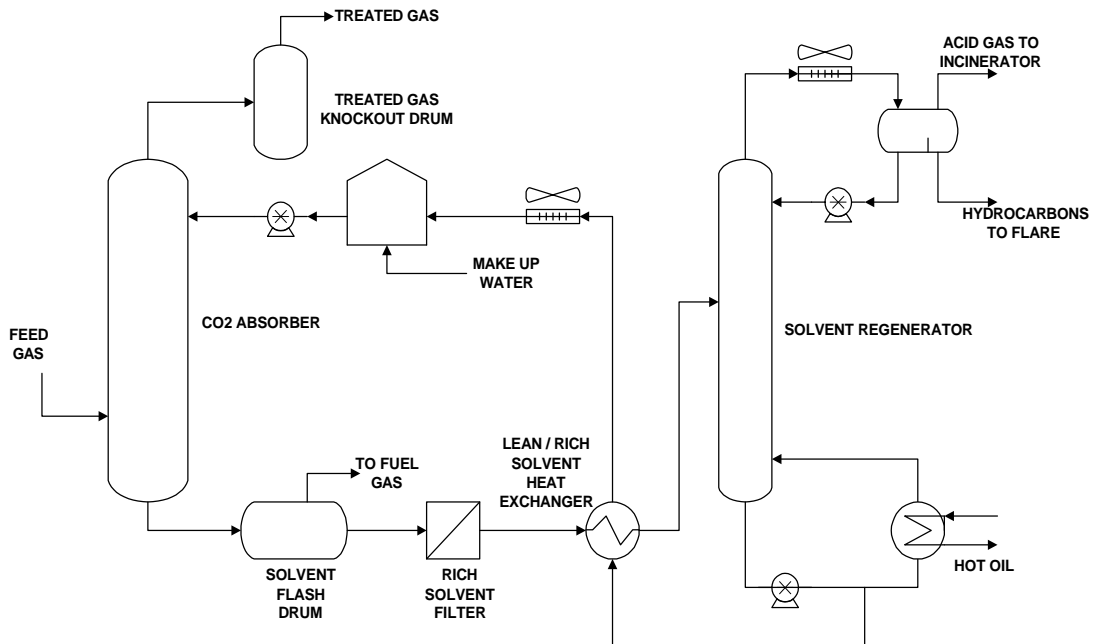 TREATED GAS
TREATED GAS
KNOCKOUT DRUM
ACID GAS TO
INCINERATOR
HYDROCARBONS
TO FLARE
MAKE UP
WATER
CO2 ABSORBER
SOLVENT REGENERATOR
FEED
GAS
LEAN / RICH
SOLVENT
HEAT
EXCHANGER
TO FUEL
GAS
HOT OIL
SOLVENT
FLASH
DRUM
RICH
SOLVENT
FILTER